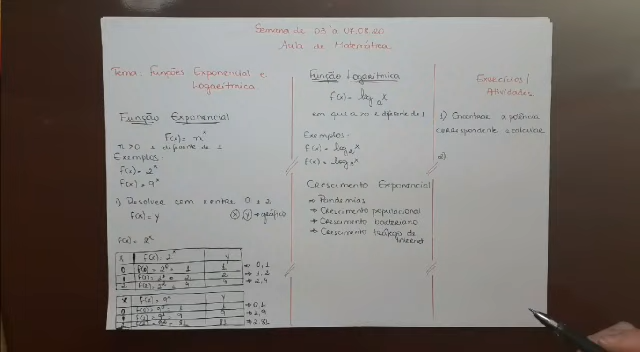 Semana de 03 a 07.08.20
Aula de Matemática
Tema: Funções Exponencial e
Logarítmica.
Função Exponencial
f(x) = n^x
n > 0 e diferente de 1
Exemplos:
f(x) = 2^x
f(x) = 9^x
1) Resolver com entre 0 e 2
f(x) = y
(x, y) → gráfico
f(x) = 2^x
x f(x) = 2^x y
0 f(0) = 2^0 = 1 1 → 0,1
1 f(1) = 2^1 = 2 2 → 1,2
2 f(2) = 2^2 = 4 4 → 2,4
x f(x) = 9^x y
0 f(0) = 9^0 = 1 1 → 0,1
1 f(1) = 9^1 = 9 9 → 1,9
2 f(2) = 9^2 = 81 81 → 2,81
Função Logarítmica
f(x) = log_a x
em que a > 0 e diferente de 1
Exemplos:
f(x) = log_2 x
f(x) = log_3 x
Crescimento Exponencial
→ Pandemias
→ Crescimento populacional
→ Crescimento bacteriano
→ Crescimento tráfego de
internet
Exercícios /
Atividades
1) Encontrar a potência
correspondente e calcular
2)